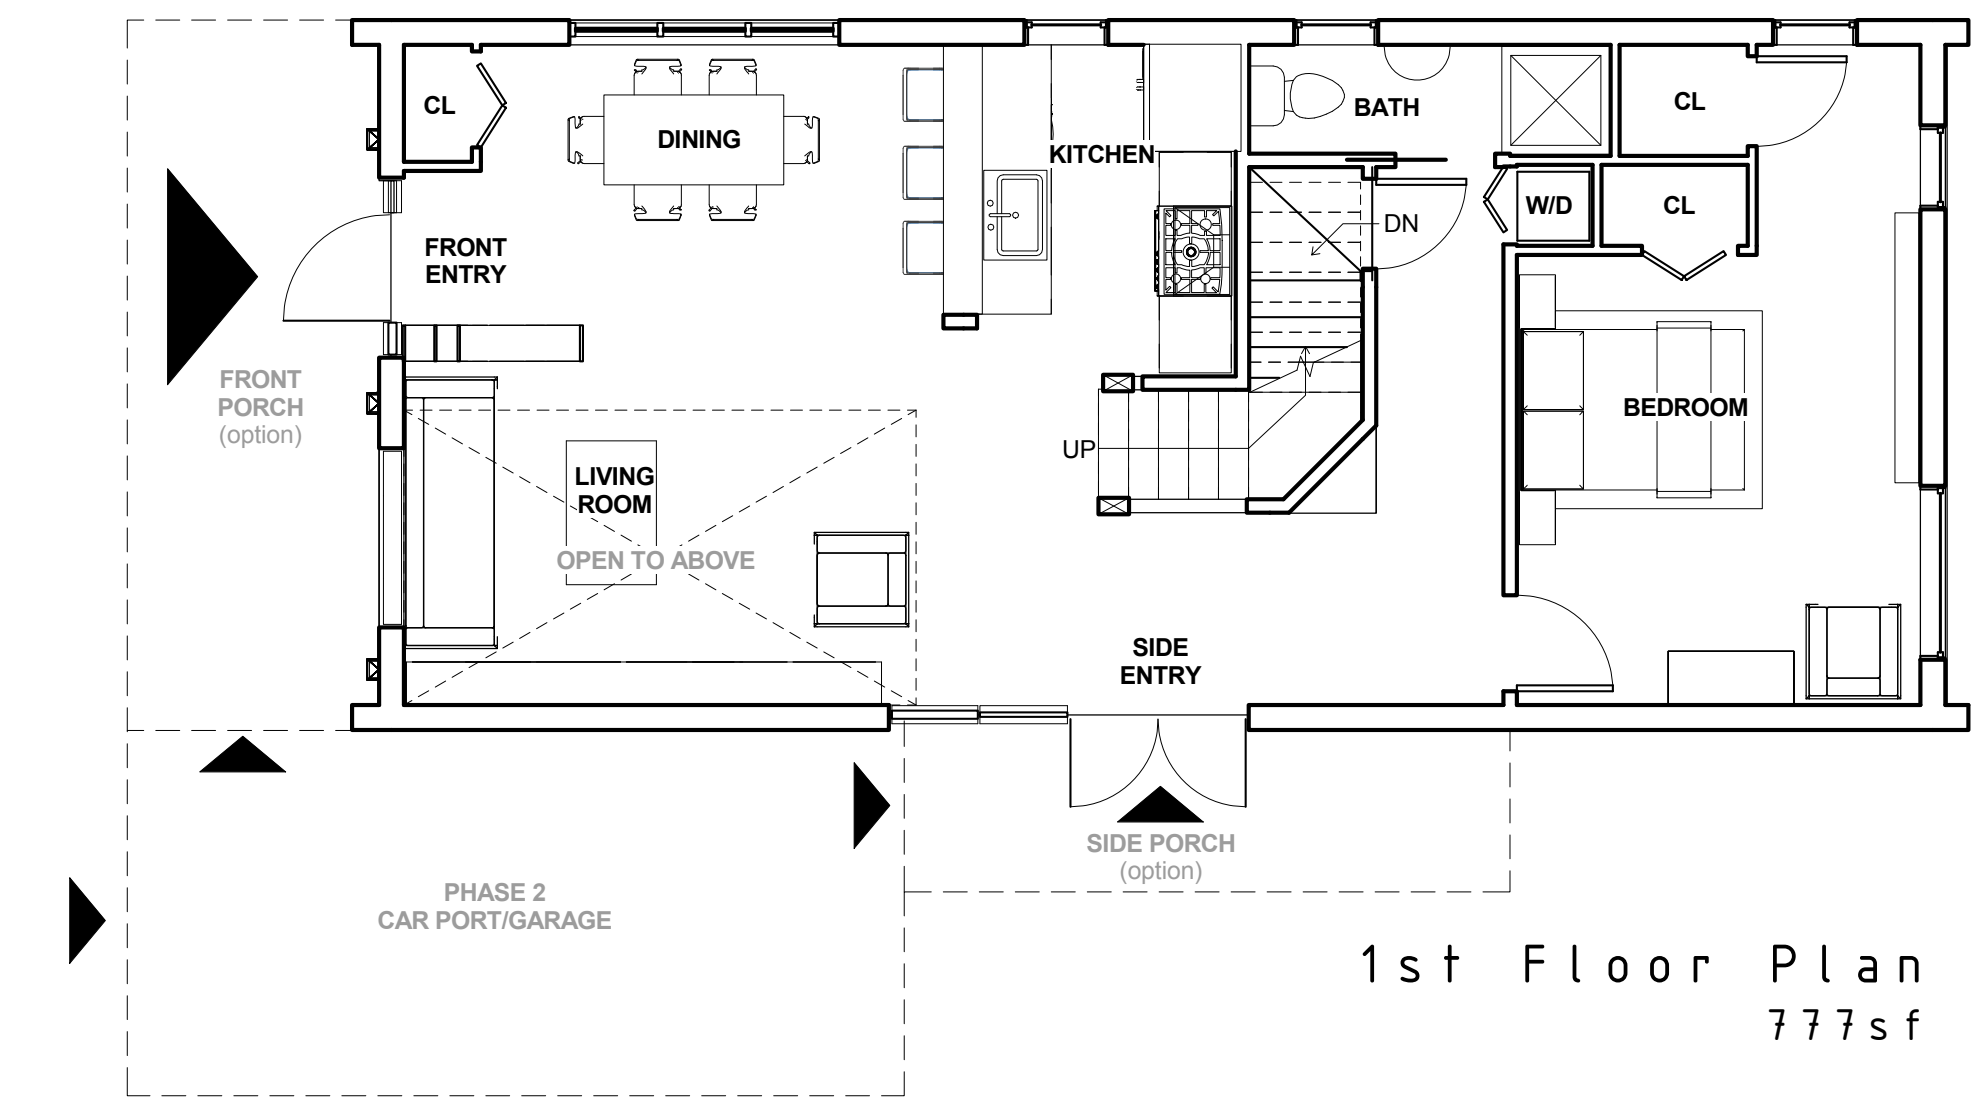 CL
DINING
KITCHEN
BATH
CL
W/D
CL
DN
FRONT
ENTRY
FRONT
PORCH
(option)
BEDROOM
UP
LIVING
ROOM
OPEN TO ABOVE
SIDE
ENTRY
SIDE PORCH
(option)
PHASE 2
CAR PORT/GARAGE
1st Floor Plan
777sf